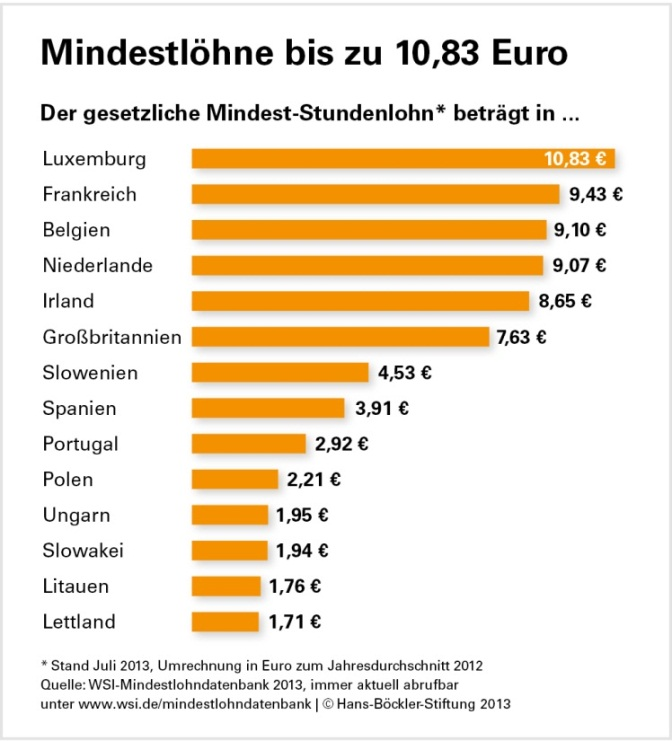 Mindestlöhne bis zu 10,83 Euro
Der gesetzliche Mindest-Stundenlohn* beträgt in ...
Luxemburg 10,83 €
Frankreich 9,43 €
Belgien 9,10 €
Niederlande 9,07 €
Irland 8,65 €
Großbritannien 7,63 €
Slowenien 4,53 €
Spanien 3,91 €
Portugal 2,92 €
Polen 2,21 €
Ungarn 1,95 €
Slowakei 1,94 €
Litauen 1,76 €
Lettland 1,71 €
* Stand Juli 2013, Umrechnung in Euro zum Jahresdurchschnitt 2012
Quelle: WSI-Mindestlohndatenbank 2013, immer aktuell abrufbar
unter www.wsi.de/mindestlohndatenbank | © Hans-Böckler-Stiftung 2013